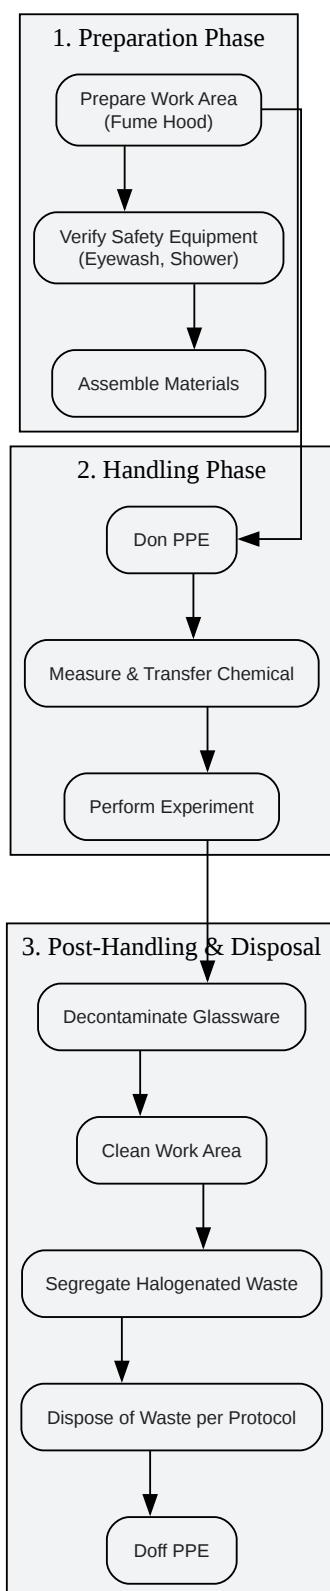 1. Preparation Phase
Prepare Work Area
(Fume Hood)
Verify Safety Equipment
(Eyewash, Shower)
Assemble Materials
2. Handling Phase
Don PPE
Measure & Transfer Chemical
Perform Experiment
3. Post-Handling & Disposal
Decontaminate Glassware
Clean Work Area
Segregate Halogenated Waste
Dispose of Waste per Protocol
Doff PPE